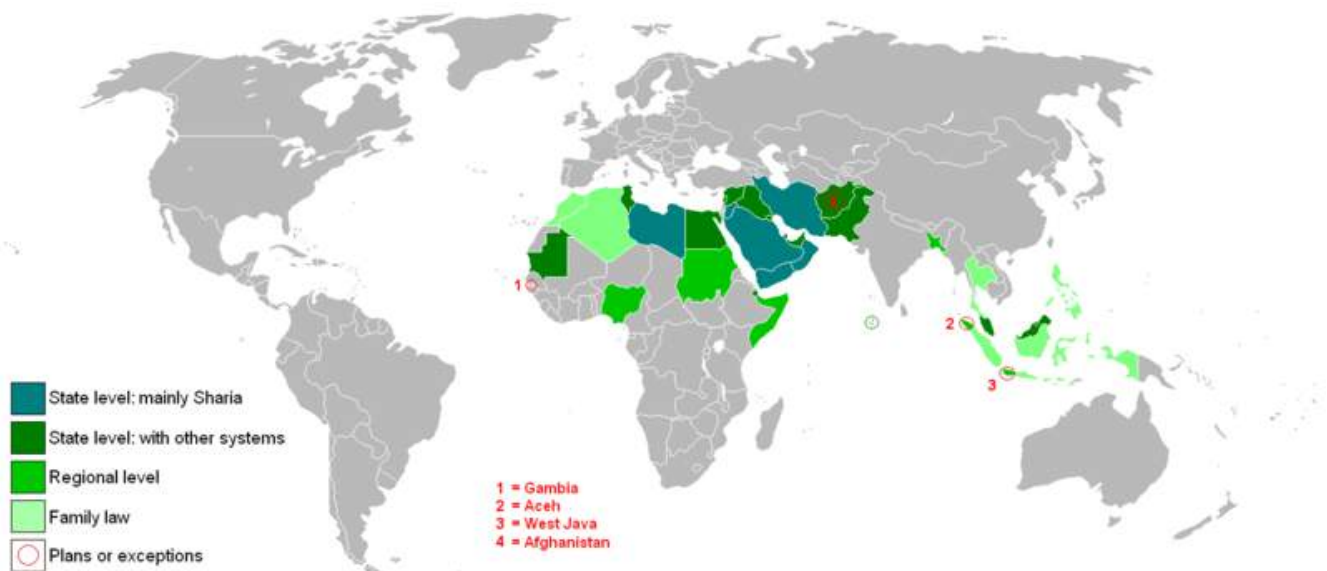 1
4
2
3
State level: mainly Sharia
State level: with other systems
Regional level
Family law
Plans or exceptions
1 = Gambia
2 = Aceh
3 = West Java
4 = Afghanistan